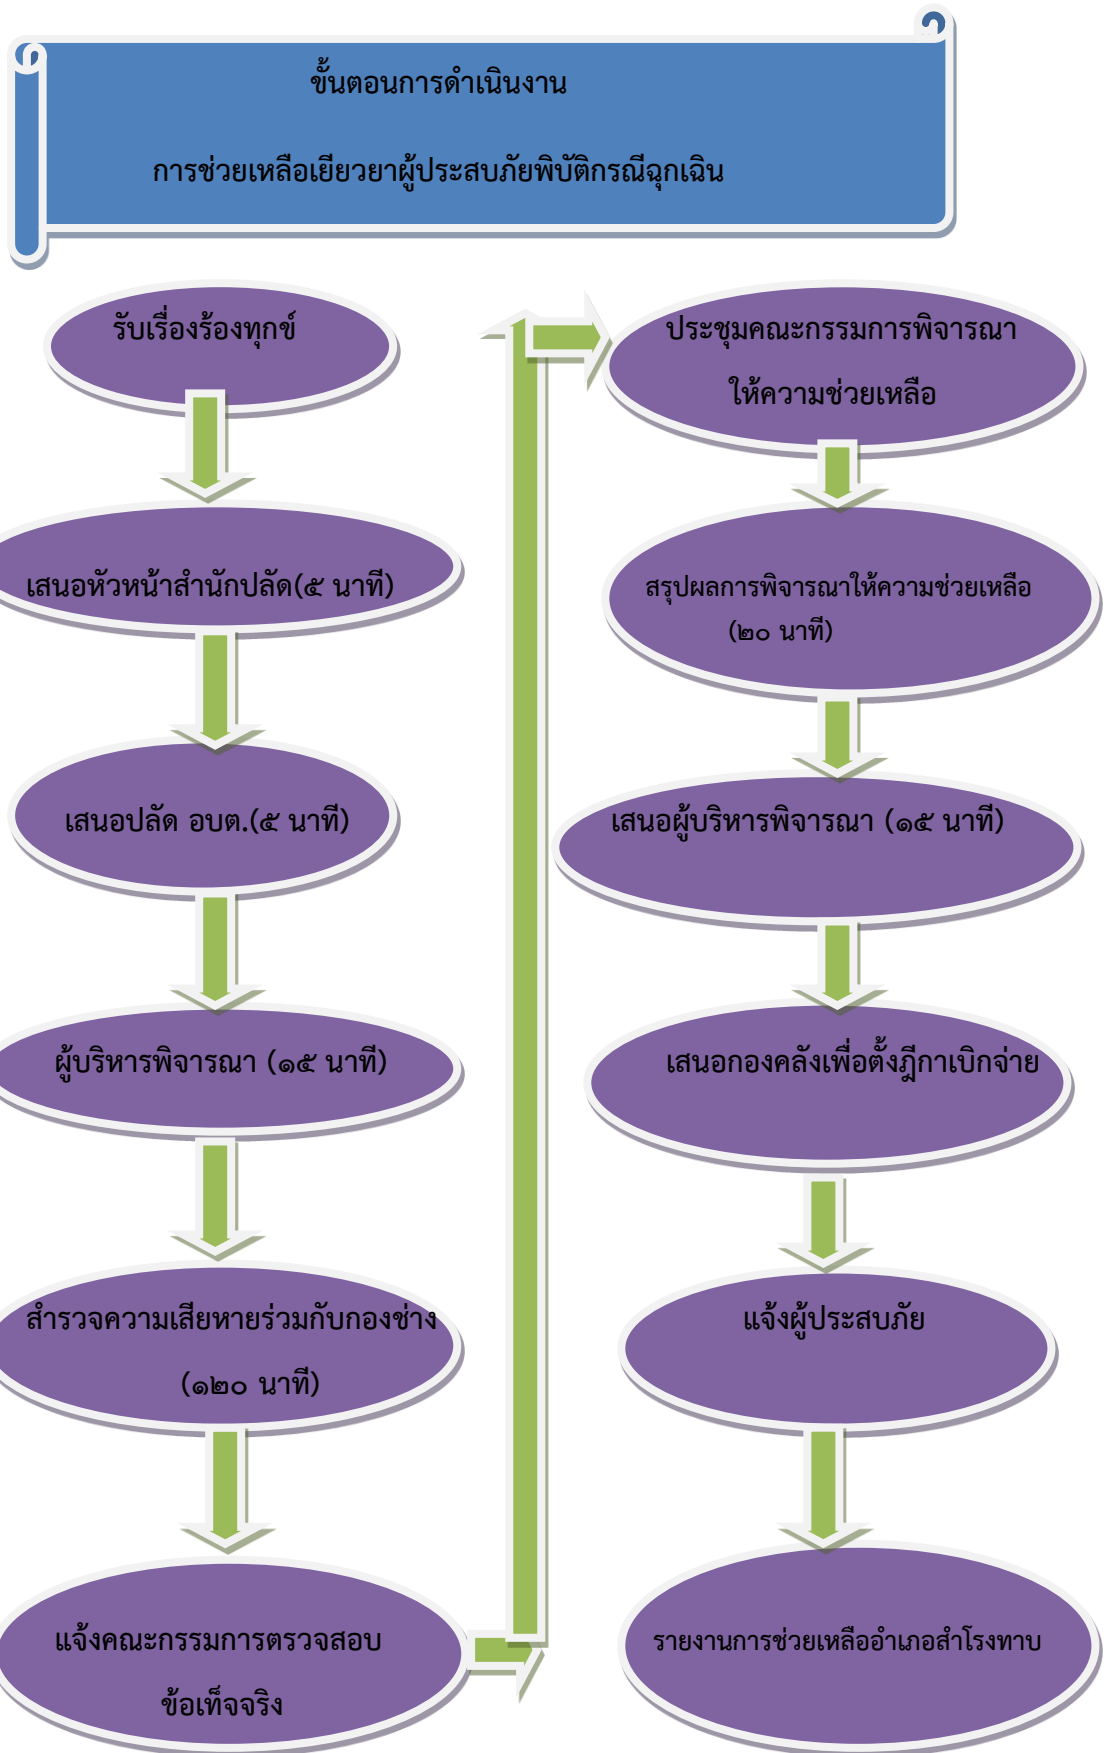 ขั้นตอนการดำเนินงาน
การช่วยเหลือเยียวยาผู้ประสบภัยพิบัติกรณีฉุกเฉิน
รับเรื่องร้องทุกข์
เสนอหัวหน้าสำนักปลัด(๕ นาที)
เสนอปลัด อบต.(๕ นาที)
ผู้บริหารพิจารณา (๑๕ นาที)
สำรวจความเสียหายร่วมกับกองช่าง
(๑๒๐ นาที)
แจ้งคณะกรรมการตรวจสอบ
ข้อเท็จจริง
ประชุมคณะกรรมการพิจารณา
ให้ความช่วยเหลือ
สรุปผลการพิจารณาให้ความช่วยเหลือ
(๒๐ นาที)
เสนอผู้บริหารพิจารณา (๑๕ นาที)
เสนอกองคลังเพื่อตั้งฎีกาเบิกจ่าย
แจ้งผู้ประสบภัย
รายงานการช่วยเหลืออำเภอสำโรงทาบ